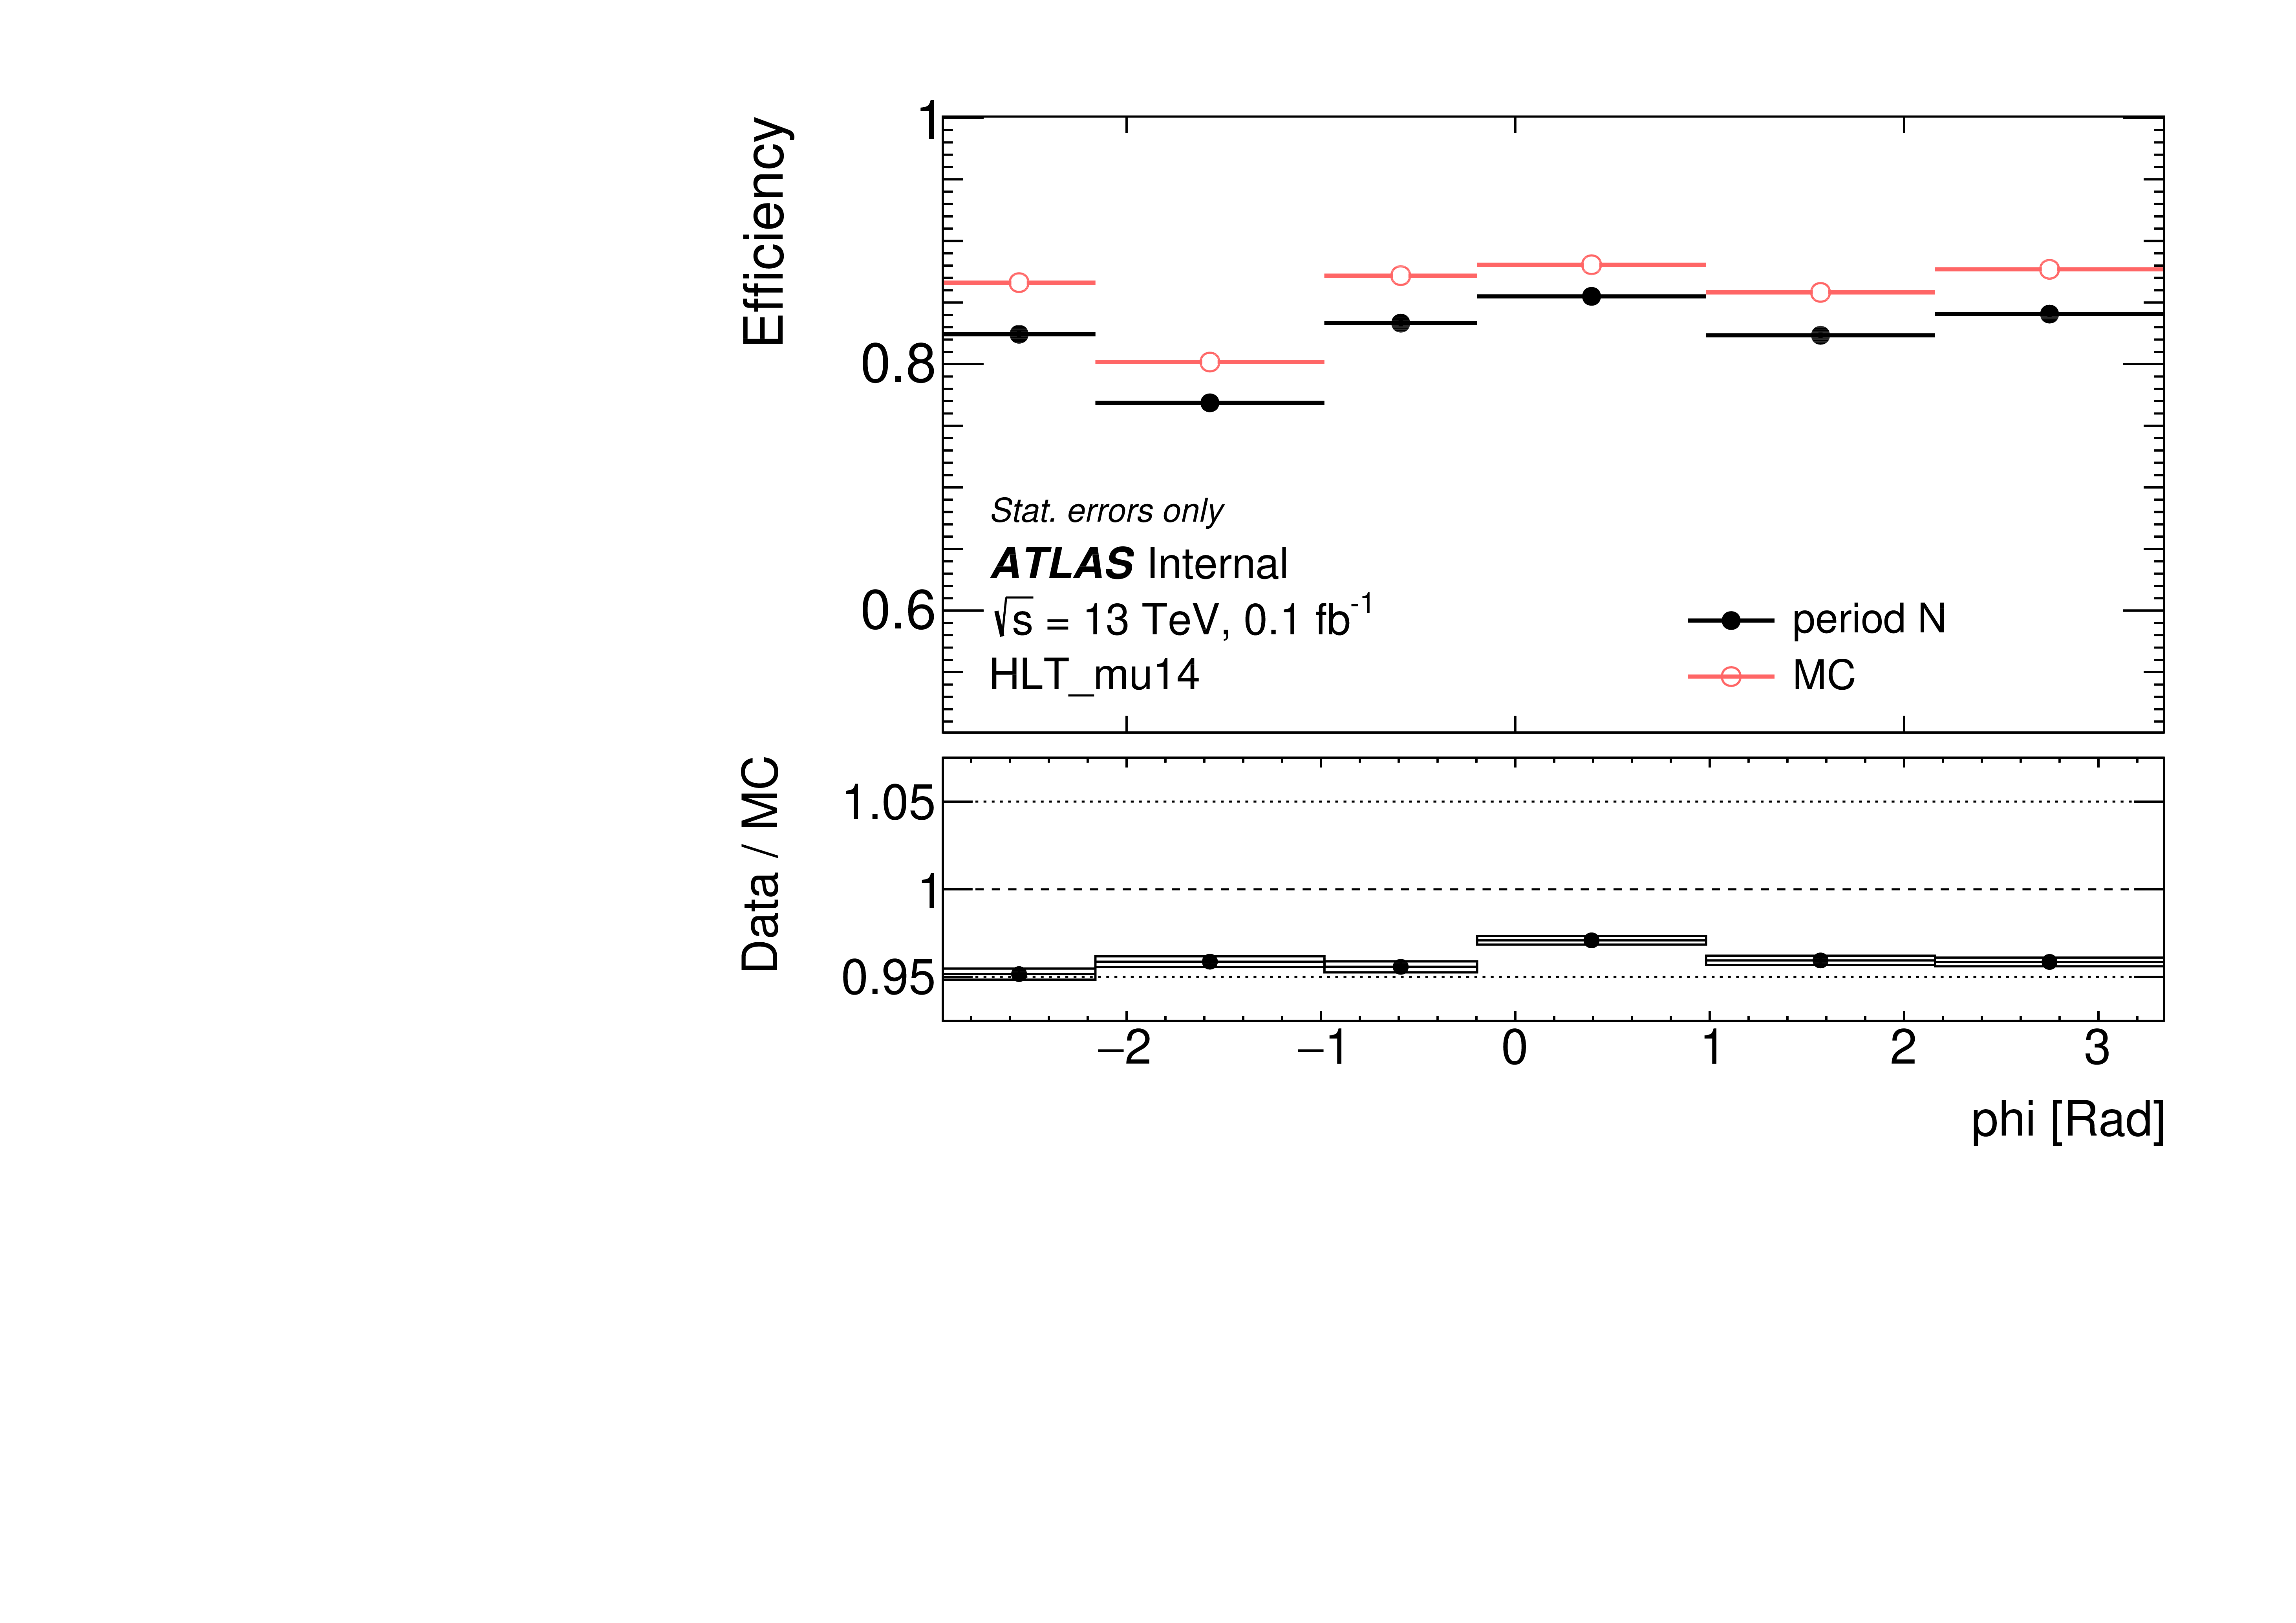 Efficiency
1
0.8
0.6
Stat. errors only
ATLAS Internal
√s = 13 TeV, 0.1 fb⁻¹
HLT_mu14
period N
MC
Data / MC
1.05
1
0.95
−2 −1 0 1 2 3
phi [Rad]